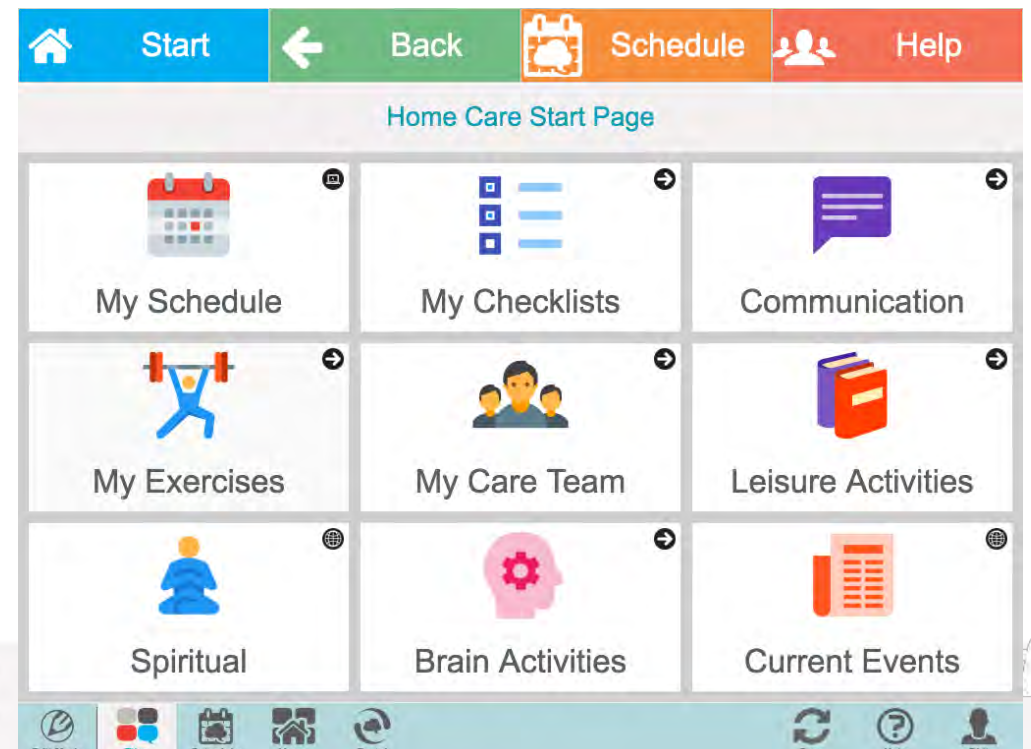 Start Back Schedule Help
Home Care Start Page
My Schedule My Checklists Communication
My Exercises My Care Team Leisure Activities
Spiritual Brain Activities Current Events